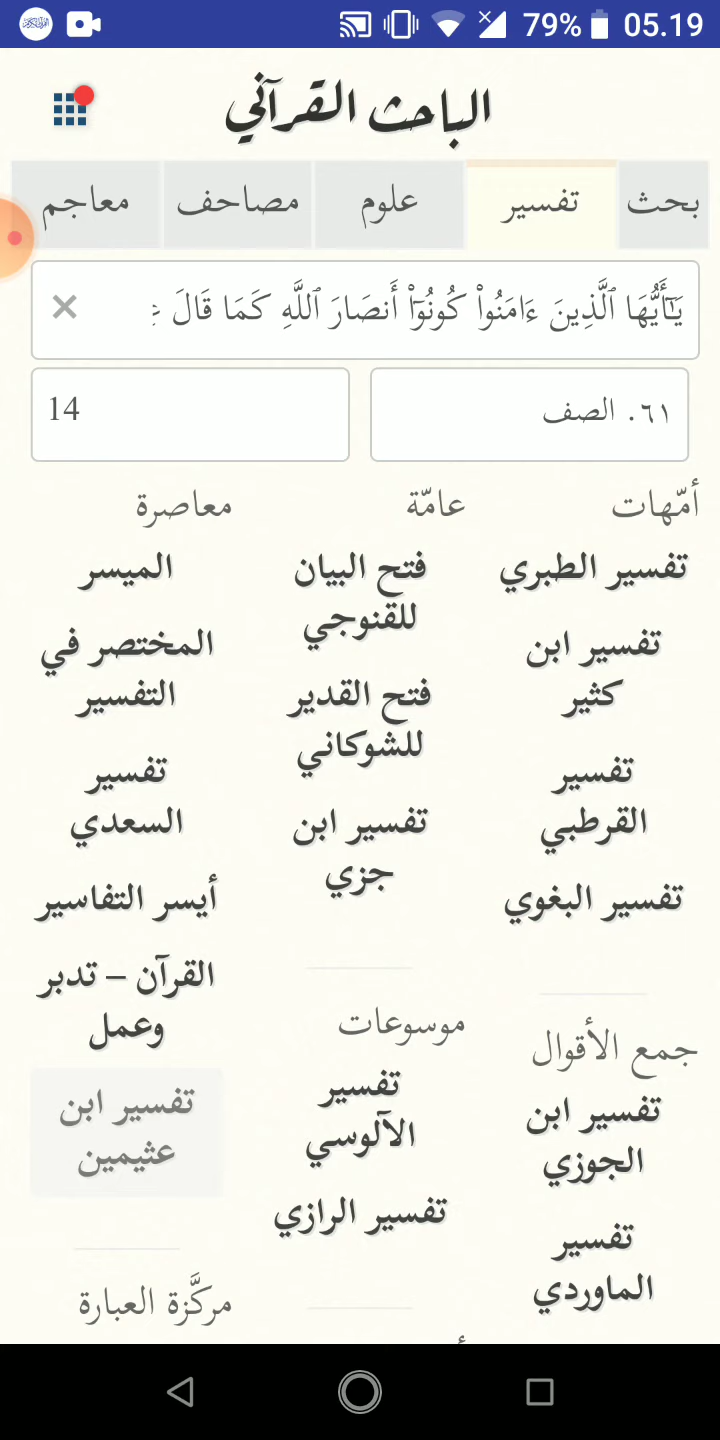 79% 05.19
الباحث القرآني
بحث
تفسير
علوم
مصاحف
معاجم
يَـٰۤأَيُّهَا ٱلَّذِينَ ءَامَنُوا۟ كُونُوۤا۟ أَنصَارَ ٱللَّهِ كَمَا قَالَ
٦١. الصف
14
أمّهات
تفسير الطبري
تفسير ابن
كثير
تفسير
القرطبي
تفسير البغوي
جمع الأقوال
تفسير ابن
الجوزي
تفسير
الماوردي
عامّة
فتح البيان
للقنوجي
فتح القدير
للشوكاني
تفسير ابن
جزي
موسوعات
تفسير
الآلوسي
تفسير الرازي
معاصرة
الميسر
المختصر في
التفسير
تفسير
السعدي
أيسر التفاسير
القرآن – تدبر
وعمل
تفسير ابن
عثيمين
مركَّزة العبارة